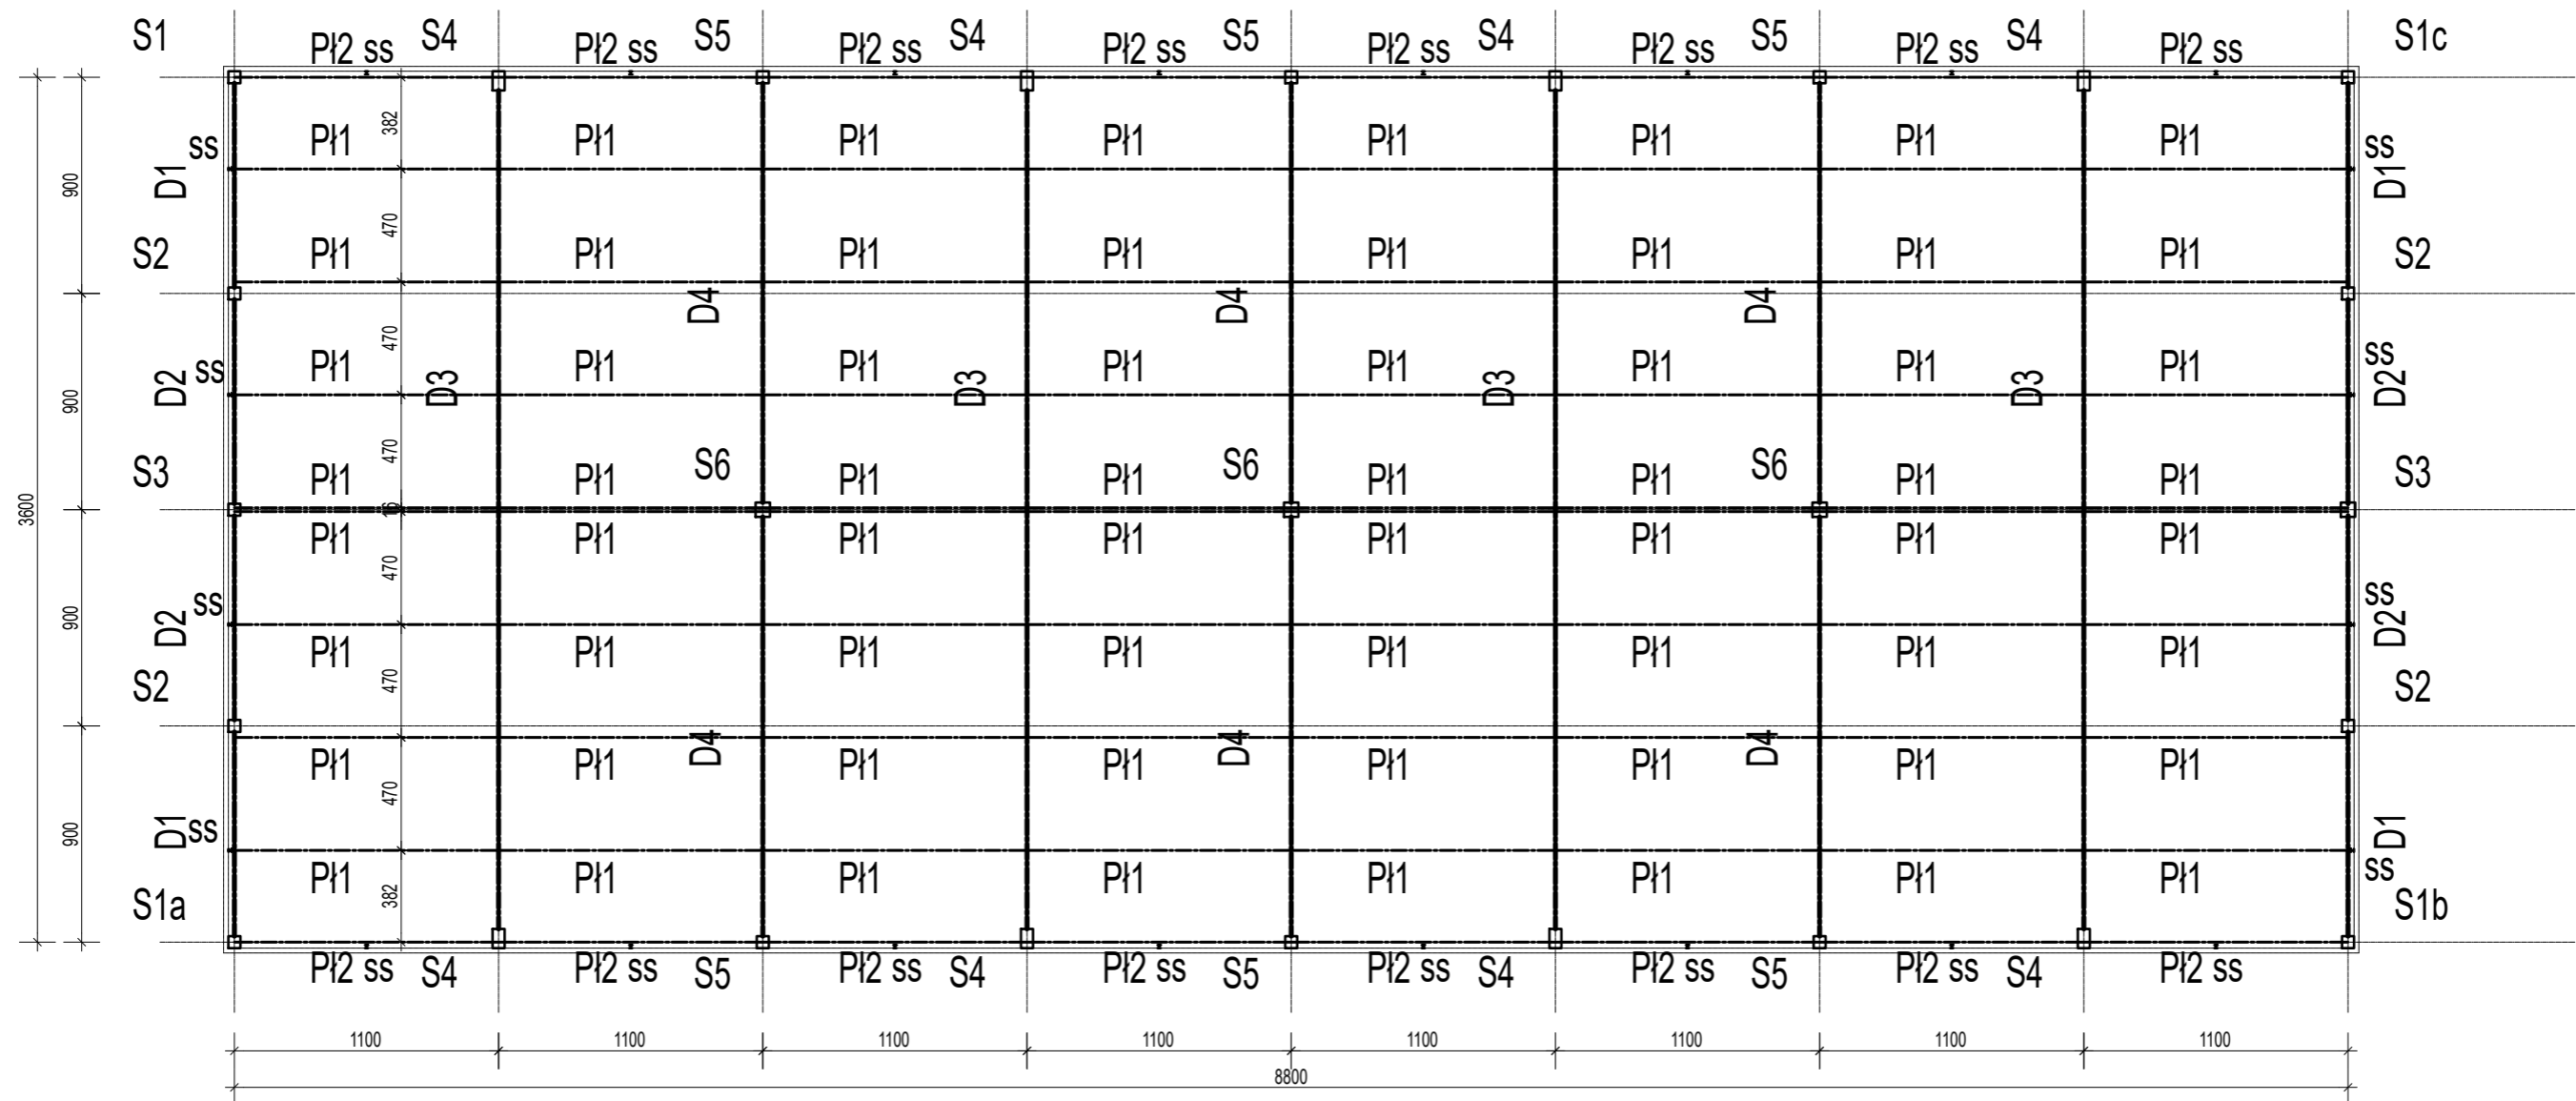 S1 S4 S5 S4 S5 S4 S5 S4 S1c
Pł2 ss Pł2 ss Pł2 ss Pł2 ss Pł2 ss Pł2 ss Pł2 ss Pł2 ss
382
ss Pł1 Pł1 Pł1 Pł1 Pł1 Pł1 Pł1 Pł1 ss
D1 900 D1
470
S2 Pł1 Pł1 Pł1 Pł1 Pł1 Pł1 Pł1 Pł1 S2
D4 D4 D4
470
ss Pł1 Pł1 Pł1 Pł1 Pł1 Pł1 Pł1 Pł1 ss
900 D2 D3 D3 D3 D3 D2
470
S3 Pł1 Pł1 S6 Pł1 Pł1 S6 Pł1 Pł1 S6 Pł1 Pł1 S3
3600 16
Pł1 Pł1 Pł1 Pł1 Pł1 Pł1 Pł1 Pł1
470
ss ss
900 D2 D2
Pł1 Pł1 Pł1 Pł1 Pł1 Pł1 Pł1 Pł1
S2 470 S2
D4 D4 D4
Pł1 Pł1 Pł1 Pł1 Pł1 Pł1 Pł1 Pł1
470
900 D1 ss D1
Pł1 Pł1 Pł1 Pł1 Pł1 Pł1 Pł1 Pł1 ss
S1a 382 S1b
Pł2 ss S4 Pł2 ss S5 Pł2 ss S4 Pł2 ss S5 Pł2 ss S4 Pł2 ss S5 Pł2 ss S4 Pł2 ss
1100 1100 1100 1100 1100 1100 1100 1100
8800